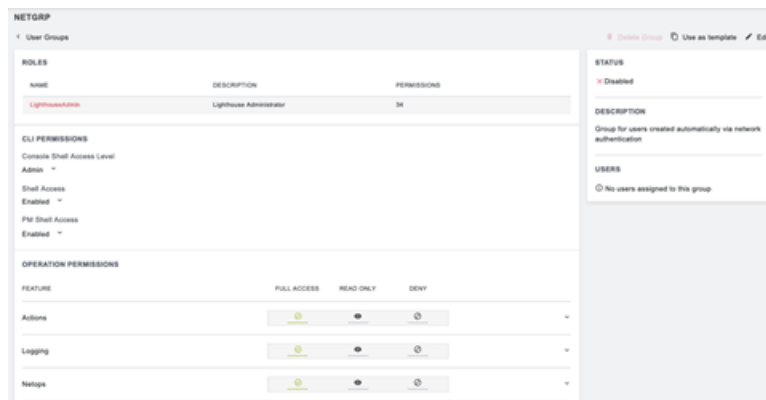 NETGRP
< User Groups
Delete Group Use as template Ed
ROLES
NAME DESCRIPTION PERMISSIONS
LighthouseAdmin Lighthouse Administrator 34
CLI PERMISSIONS
Console Shell Access Level
Admin
Shell Access
Enabled
PM Shell Access
Enabled
OPERATION PERMISSIONS
FEATURE FULL ACCESS READ ONLY DENY
Actions
Logging
Netops
STATUS
× Disabled
DESCRIPTION
Group for users created automatically via network
authentication
USERS
No users assigned to this group